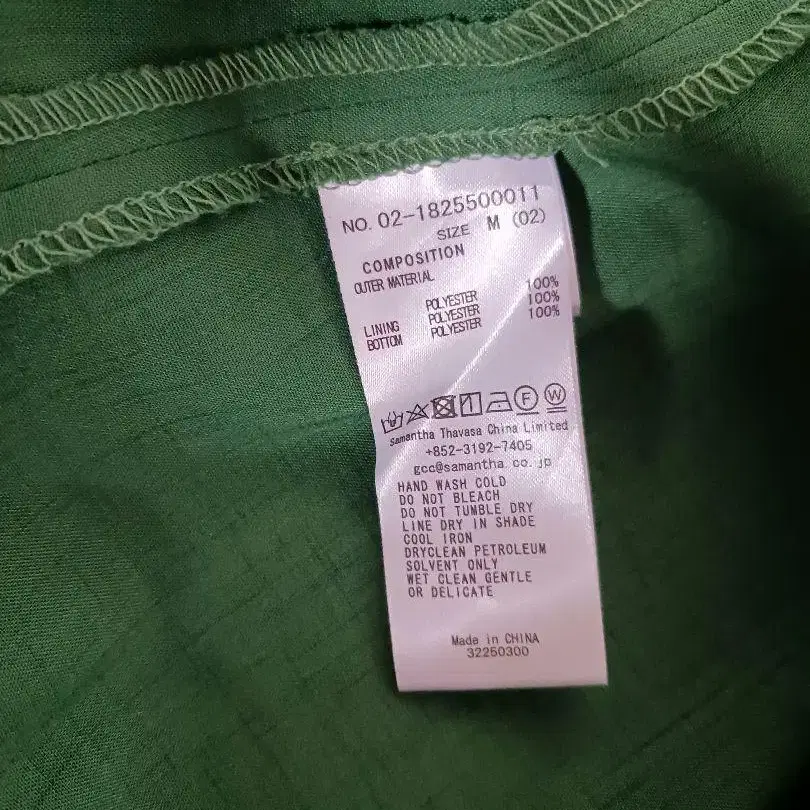 NO. 02-1825500011
SIZE M (02)
COMPOSITION
OUTER MATERIAL
POLYESTER 100%
LINING POLYESTER 100%
BOTTOM POLYESTER 100%
F W
Samantha Thavasa China Limited
+852-3192-7405
gcc@samantha.co.jp
HAND WASH COLD
DO NOT BLEACH
DO NOT TUMBLE DRY
LINE DRY IN SHADE
COOL IRON
DRYCLEAN PETROLEUM
SOLVENT ONLY
WET CLEAN GENTLE
OR DELICATE
Made in CHINA
32250300